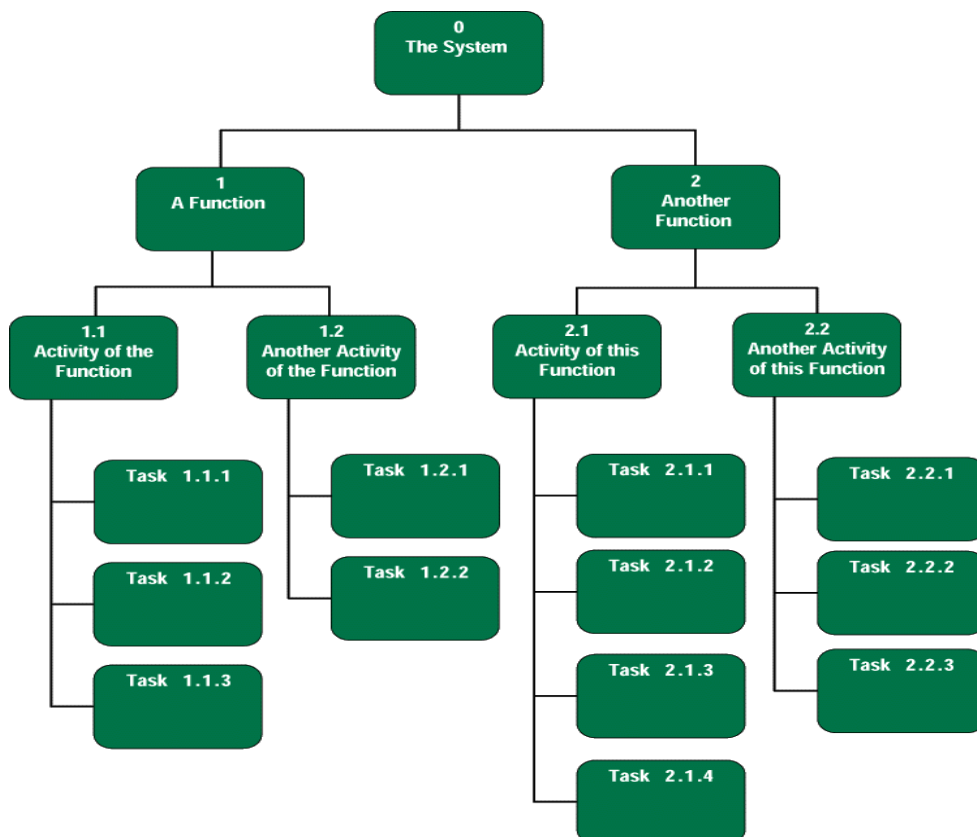 0
The System
1
A Function
2
Another
Function
1.1
Activity of the
Function
1.2
Another Activity
of the Function
2.1
Activity of this
Function
2.2
Another Activity
of this Function
Task 1.1.1
Task 1.1.2
Task 1.1.3
Task 1.2.1
Task 1.2.2
Task 2.1.1
Task 2.1.2
Task 2.1.3
Task 2.1.4
Task 2.2.1
Task 2.2.2
Task 2.2.3